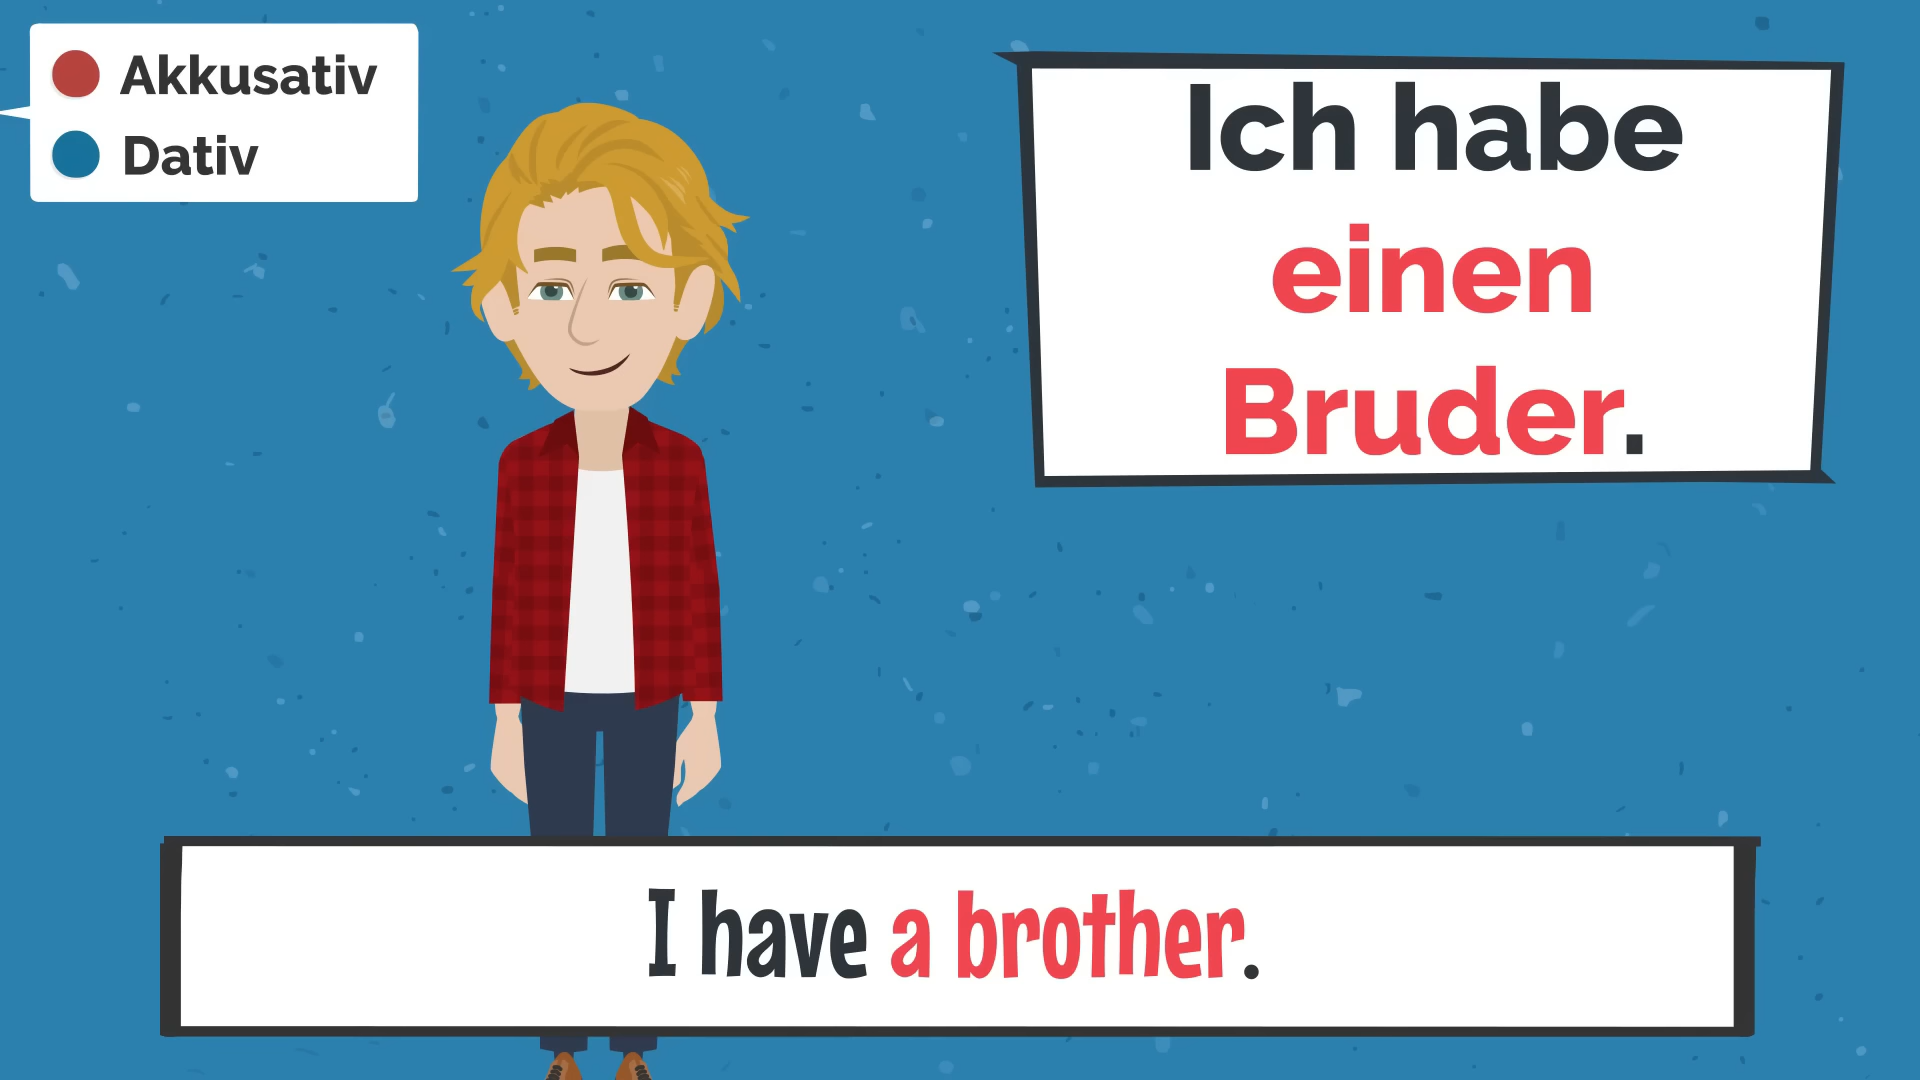 Akkusativ
Dativ
Ich habe
einen
Bruder.
I have a brother.